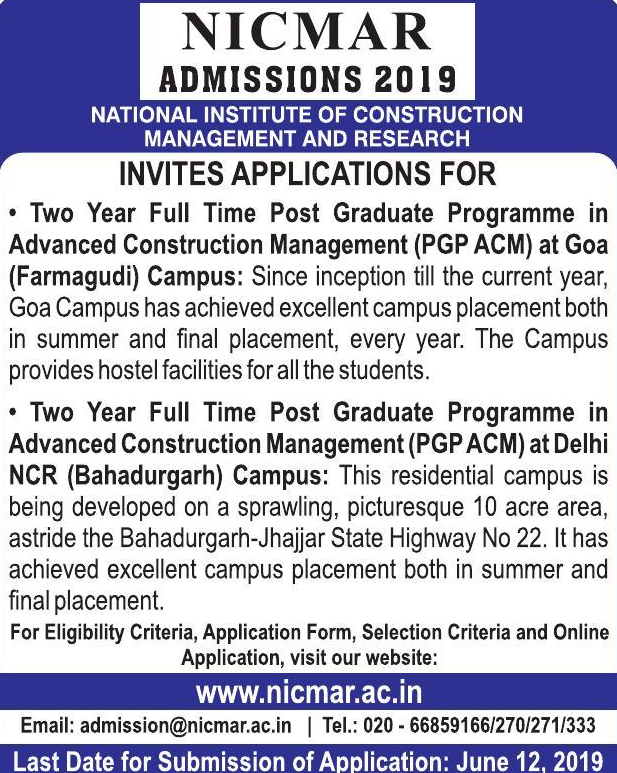 NICMAR
ADMISSIONS 2019
NATIONAL INSTITUTE OF CONSTRUCTION
MANAGEMENT AND RESEARCH
INVITES APPLICATIONS FOR
• Two Year Full Time Post Graduate Programme in
Advanced Construction Management (PGP ACM) at Goa
(Farmagudi) Campus: Since inception till the current year,
Goa Campus has achieved excellent campus placement both
in summer and final placement, every year. The Campus
provides hostel facilities for all the students.
• Two Year Full Time Post Graduate Programme in
Advanced Construction Management (PGP ACM) at Delhi
NCR (Bahadurgarh) Campus: This residential campus is
being developed on a sprawling, picturesque 10 acre area,
astride the Bahadurgarh-Jhajjar State Highway No 22. It has
achieved excellent campus placement both in summer and
final placement.
For Eligibility Criteria, Application Form, Selection Criteria and Online
Application, visit our website:
www.nicmar.ac.in
Email: admission@nicmar.ac.in | Tel.: 020 - 66859166/270/271/333
Last Date for Submission of Application: June 12, 2019